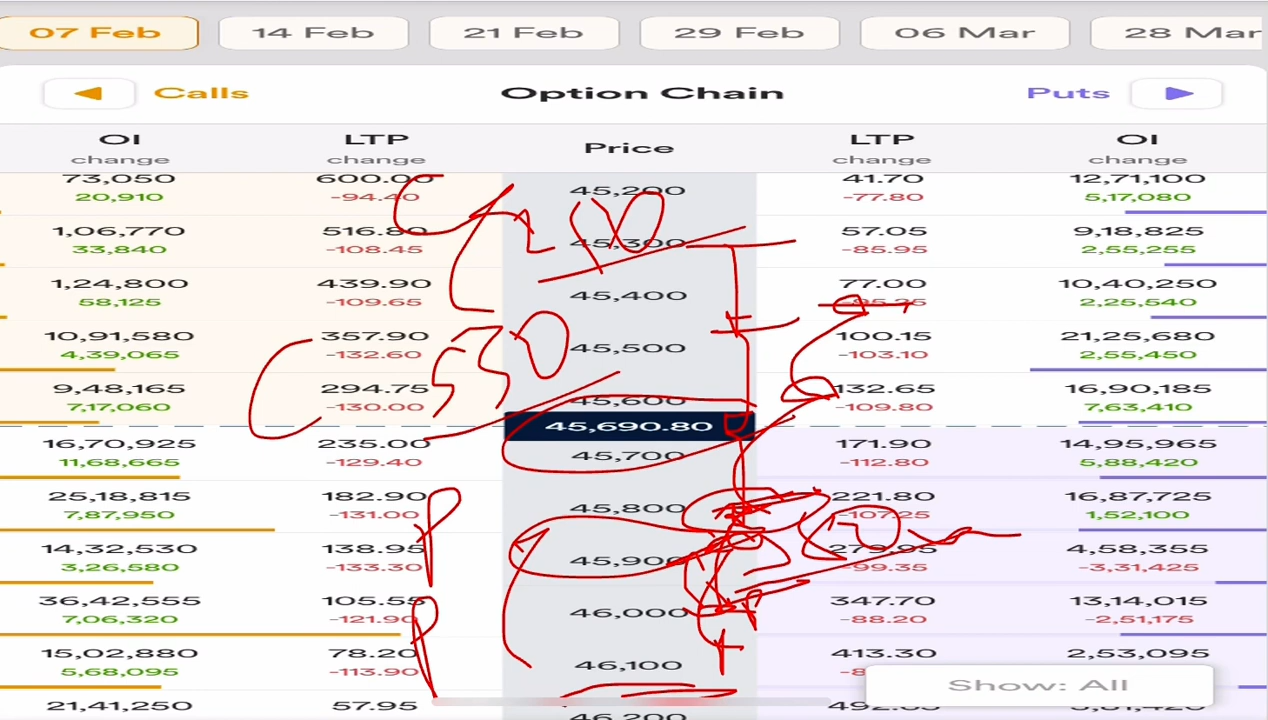 07 Feb 14 Feb 21 Feb 29 Feb 06 Mar 28 Mar
Calls Option Chain Puts
OI LTP Price LTP OI
change change change change
73,050 600.00 45,200 41.70 12,71,100
20,910 -94.40 -77.80 5,17,080
1,06,770 516.80 45,300 57.05 9,18,825
33,840 -108.45 -85.95 2,55,255
1,24,800 439.90 45,400 77.00 10,40,250
58,125 -109.65 -95.25 2,25,540
10,91,580 357.90 45,500 100.15 21,25,680
4,39,065 -132.60 -103.10 2,55,450
9,48,165 294.75 45,600 132.65 16,90,185
7,17,060 -130.00 -109.80 7,63,410
45,690.80
16,70,925 235.00 45,700 171.90 14,95,965
11,68,665 -129.40 -112.80 5,88,420
25,18,815 182.90 45,800 221.80 16,87,725
7,87,950 -131.00 -107.25 1,52,100
14,32,530 138.95 45,900 279.95 4,58,355
3,26,580 -133.30 -99.35 -3,31,425
36,42,555 105.55 46,000 347.70 13,14,015
7,06,320 -121.90 -88.20 -2,51,175
15,02,880 78.20 46,100 413.30 2,53,095
5,68,095 -113.90
Show: All
21,41,250 57.95 46,200
C 530
P
P